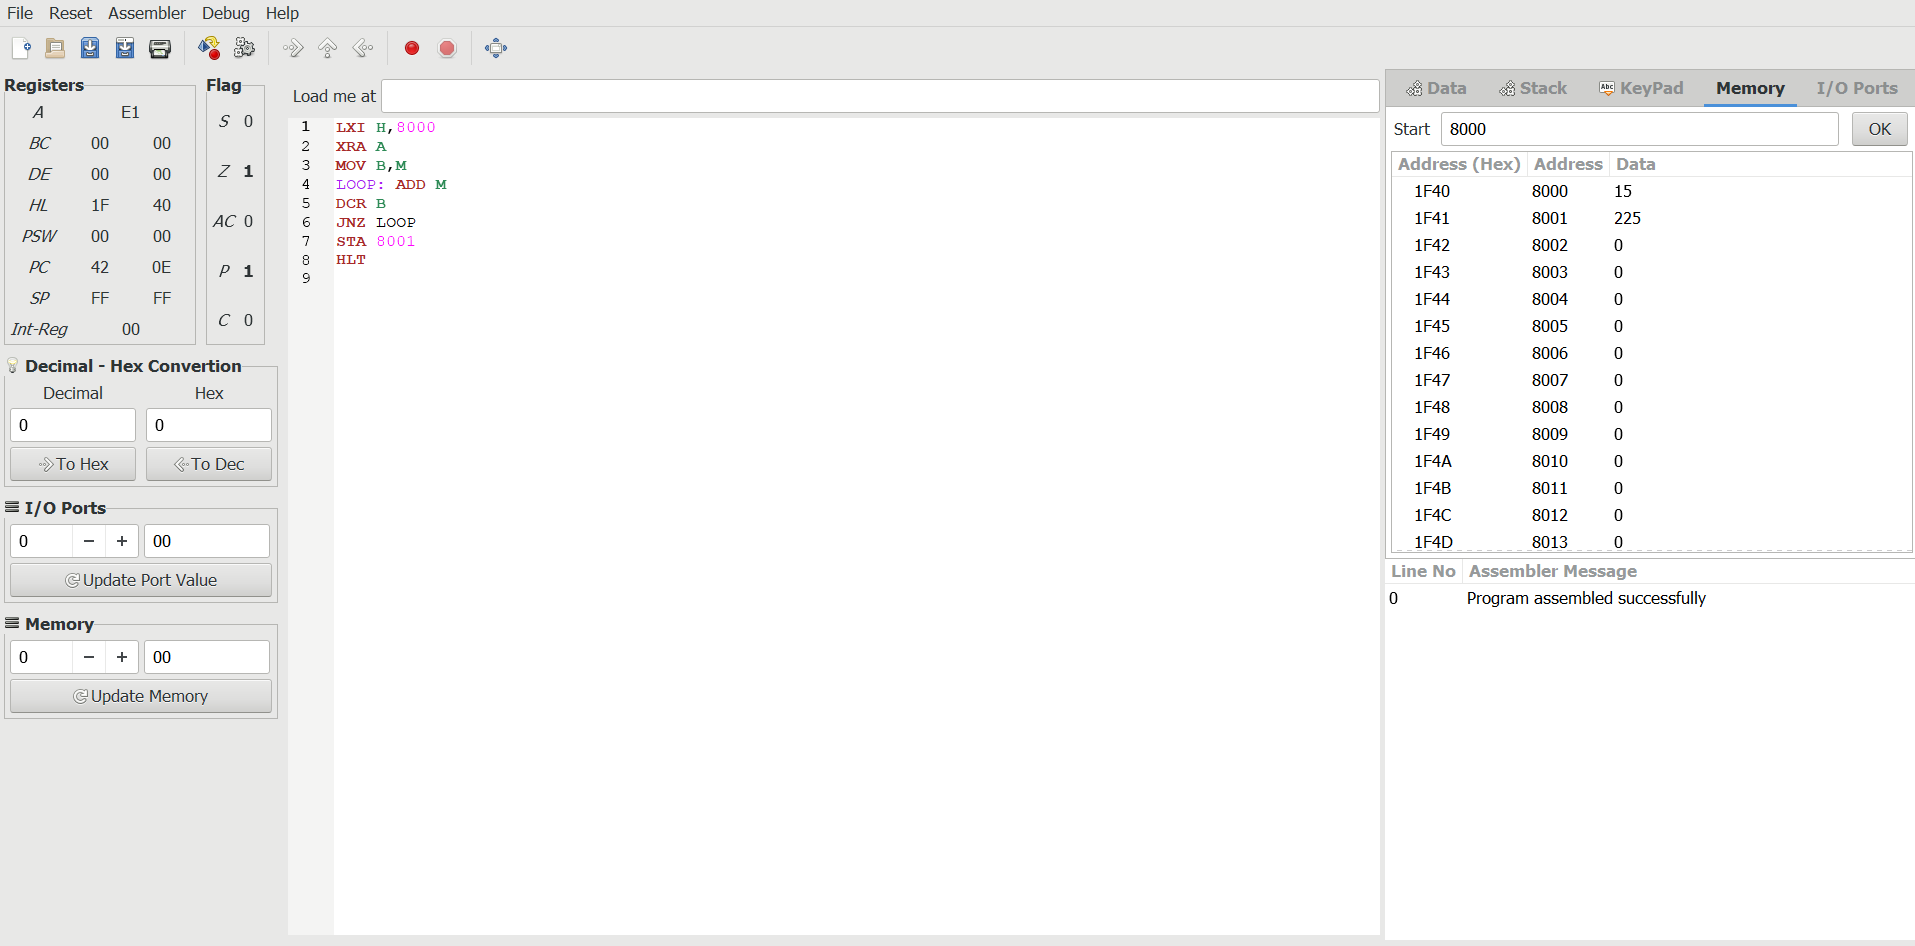 File Reset Assembler Debug Help
Registers
A E1
BC 00 00
DE 00 00
HL 1F 40
PSW 00 00
PC 42 0E
SP FF FF
Int-Reg 00
Flag
S 0
Z 1
AC 0
P 1
C 0
Decimal - Hex Convertion
Decimal Hex
0 0
To Hex To Dec
I/O Ports
0 − + 00
Update Port Value
Memory
0 − + 00
Update Memory
Load me at
1 LXI H,8000
2 XRA A
3 MOV B,M
4 LOOP: ADD M
5 DCR B
6 JNZ LOOP
7 STA 8001
8 HLT
9
Data Stack Abc KeyPad Memory I/O Ports
Start 8000 OK
Address (Hex) Address Data
1F40 8000 15
1F41 8001 225
1F42 8002 0
1F43 8003 0
1F44 8004 0
1F45 8005 0
1F46 8006 0
1F47 8007 0
1F48 8008 0
1F49 8009 0
1F4A 8010 0
1F4B 8011 0
1F4C 8012 0
1F4D 8013 0
Line No Assembler Message
0 Program assembled successfully